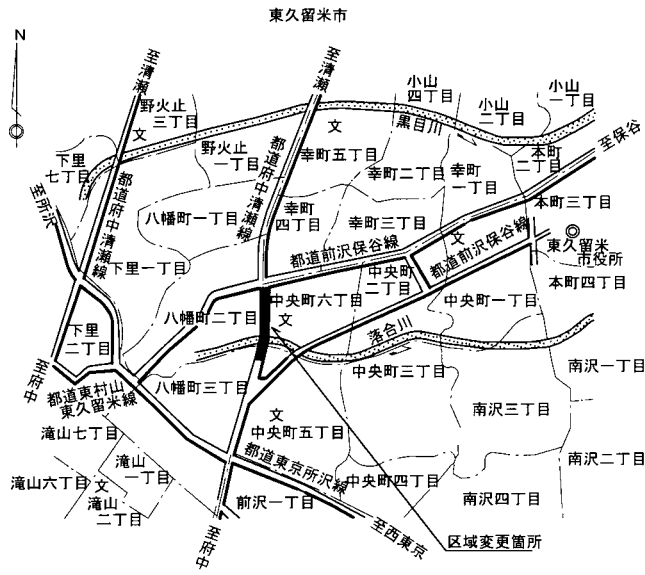 東久留米市
N
至清瀬
至清瀬
野火止
三丁目
文
小山
四丁目
小山
二丁目
小山
一丁目
黒目川
文
野火止
一丁目
下里
七丁目
幸町五丁目
幸町二丁目
幸町
一丁目
本町
二丁目
至保谷
至所沢
都道府中清瀬線
都道府中清瀬線
八幡町一丁目
幸町
四丁目
幸町三丁目
本町三丁目
都道前沢保谷線
文
都道前沢保谷線
東久留米
市役所
下里一丁目
中央町六丁目
中央町
二丁目
中央町一丁目
本町四丁目
八幡町二丁目
文
落合川
下里
二丁目
至府中
八幡町三丁目
中央町三丁目
南沢一丁目
都道東村山
東久留米線
文
南沢三丁目
滝山七丁目
中央町五丁目
滝山
一丁目
都道東京所沢線
南沢二丁目
滝山六丁目
文
中央町四丁目
滝山
二丁目
前沢一丁目
南沢四丁目
至府中
至西東京
区域変更箇所